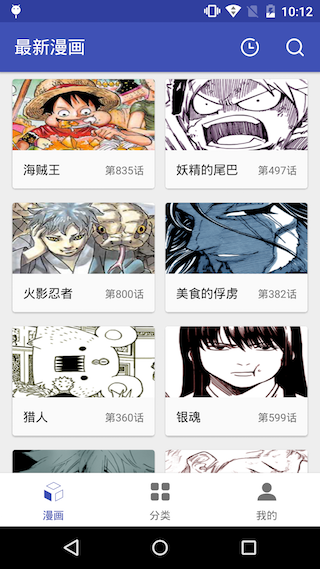 10:12
最新漫画
海贼王 第835话
妖精的尾巴 第497话
火影忍者 第800话
美食的俘虏 第382话
猎人 第360话
银魂 第599话
漫画 分类 我的